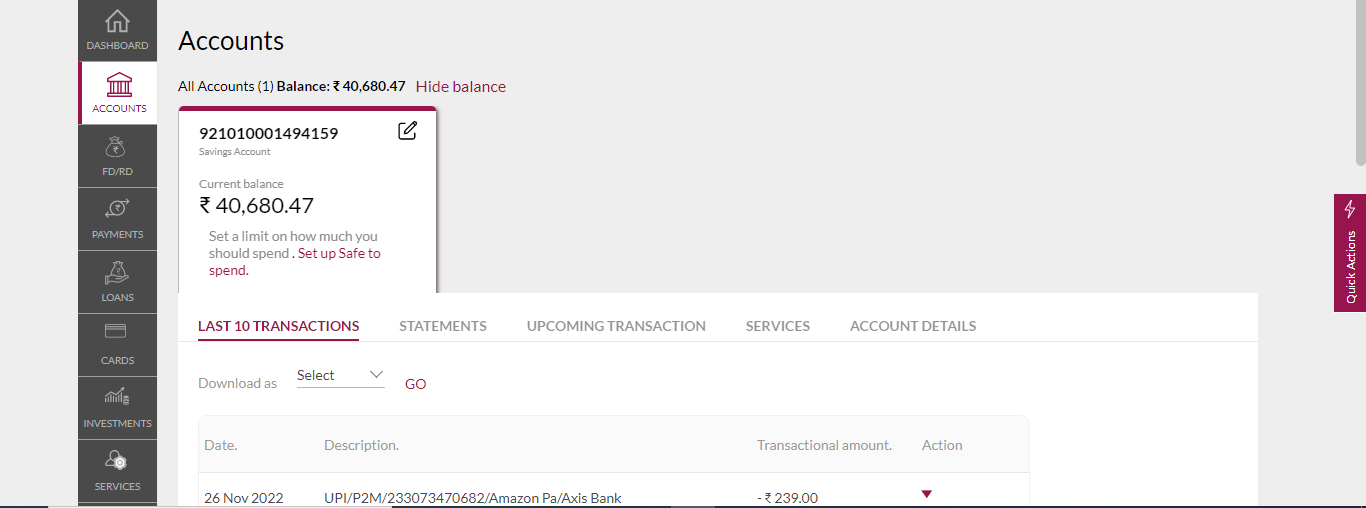 DASHBOARD
ACCOUNTS
FD/RD
PAYMENTS
LOANS
CARDS
INVESTMENTS
SERVICES
Accounts
All Accounts (1) Balance: ₹ 40,680.47 Hide balance
921010001494159
Savings Account
Current balance
₹ 40,680.47
Set a limit on how much you
should spend . Set up Safe to
spend.
LAST 10 TRANSACTIONS STATEMENTS UPCOMING TRANSACTION SERVICES ACCOUNT DETAILS
Download as Select GO
Date. Description. Transactional amount. Action
26 Nov 2022 UPI/P2M/233073470682/Amazon Pa/Axis Bank - ₹ 239.00
Quick Actions